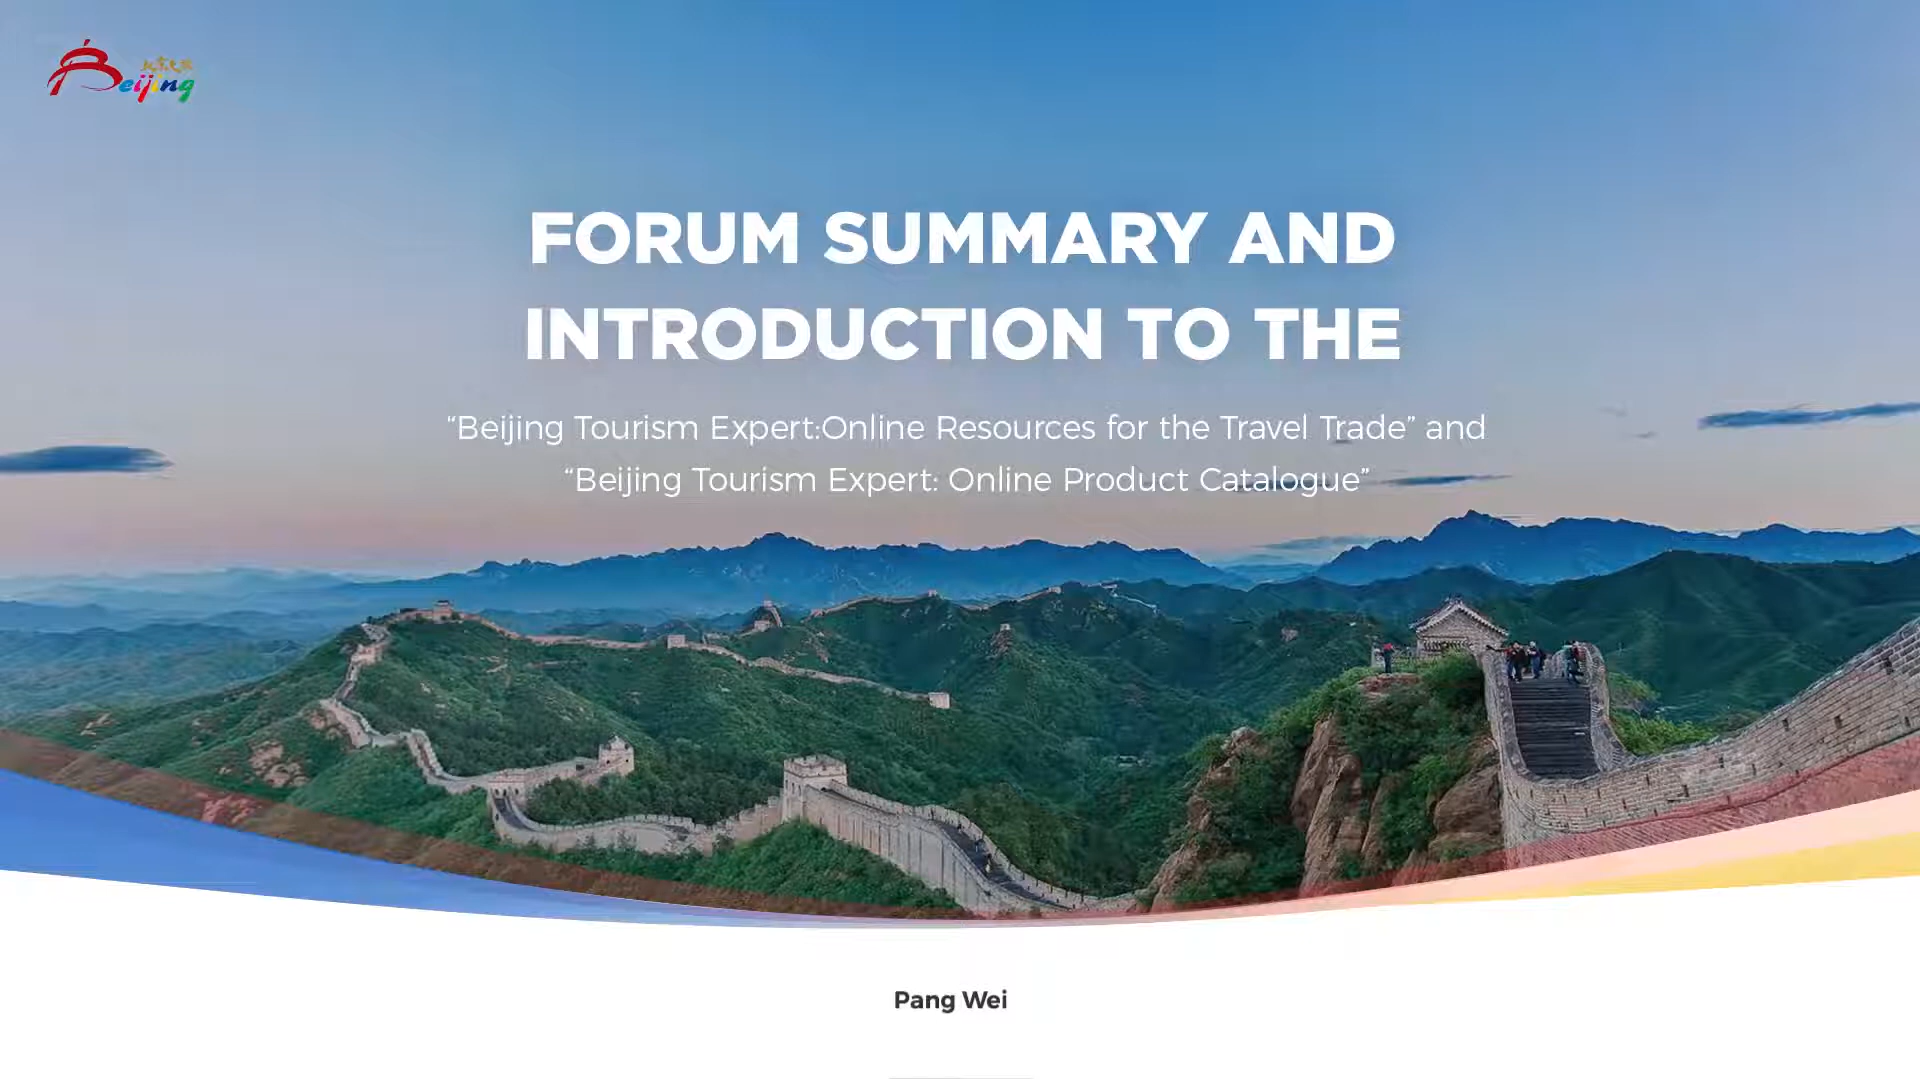 Beijing
FORUM SUMMARY AND
INTRODUCTION TO THE
“Beijing Tourism Expert:Online Resources for the Travel Trade” and
“Beijing Tourism Expert: Online Product Catalogue”
Pang Wei